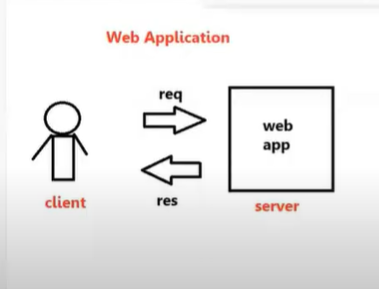 Web Application
req
web
app
client
res
server